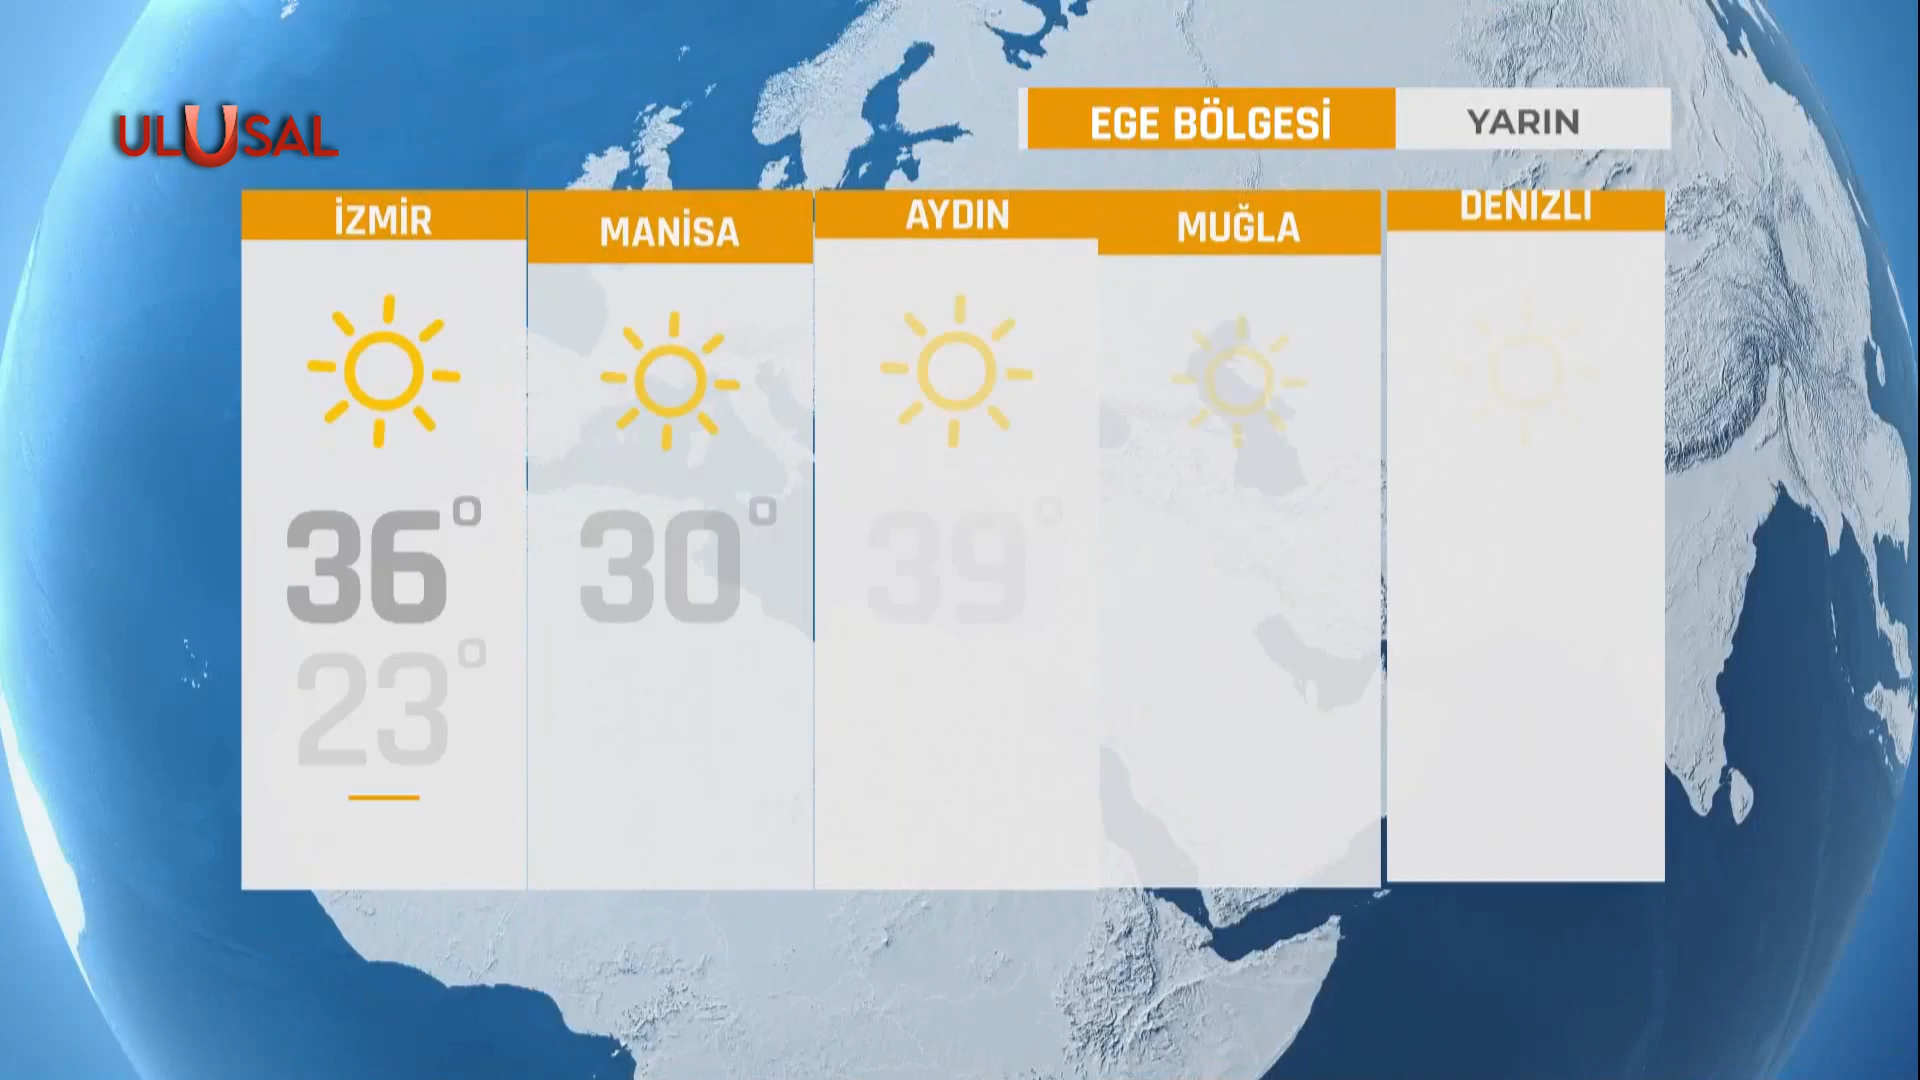 ULUSAL
EGE BÖLGESİ
YARIN
İZMİR
MANİSA
AYDIN
MUĞLA
DENİZLİ
36°
30°
39°
23°